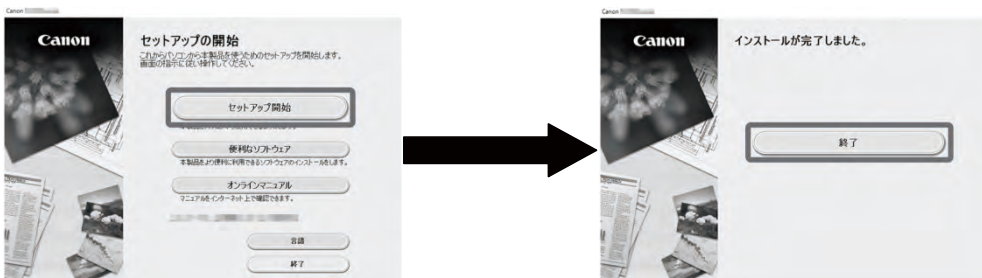 Canon
Canon
セットアップの開始
これからパソコンから本製品を使うためのセットアップを開始します。
画面の指示に従い操作してください。
セットアップ開始
便利なソフトウェア
本製品をより便利に利用できるソフトウェアのインストールをします。
オンラインマニュアル
マニュアルをインターネット上で確認できます。
言語
終了
Canon
Canon
インストールが完了しました。
終了